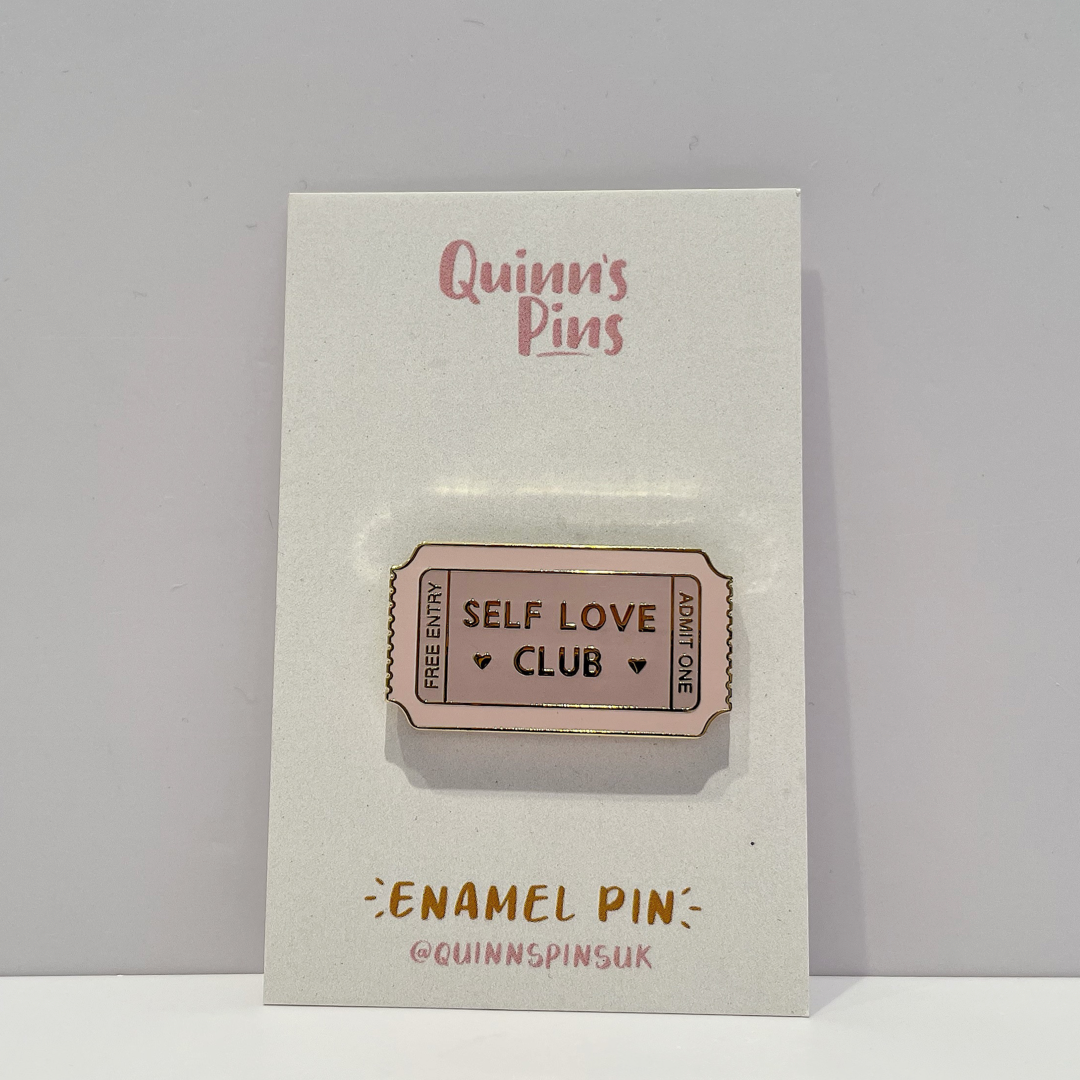 Quinn's
Pins
FREE ENTRY
SELF LOVE
CLUB
ADMIT ONE
ENAMEL PIN
@QUINNSPINSUK